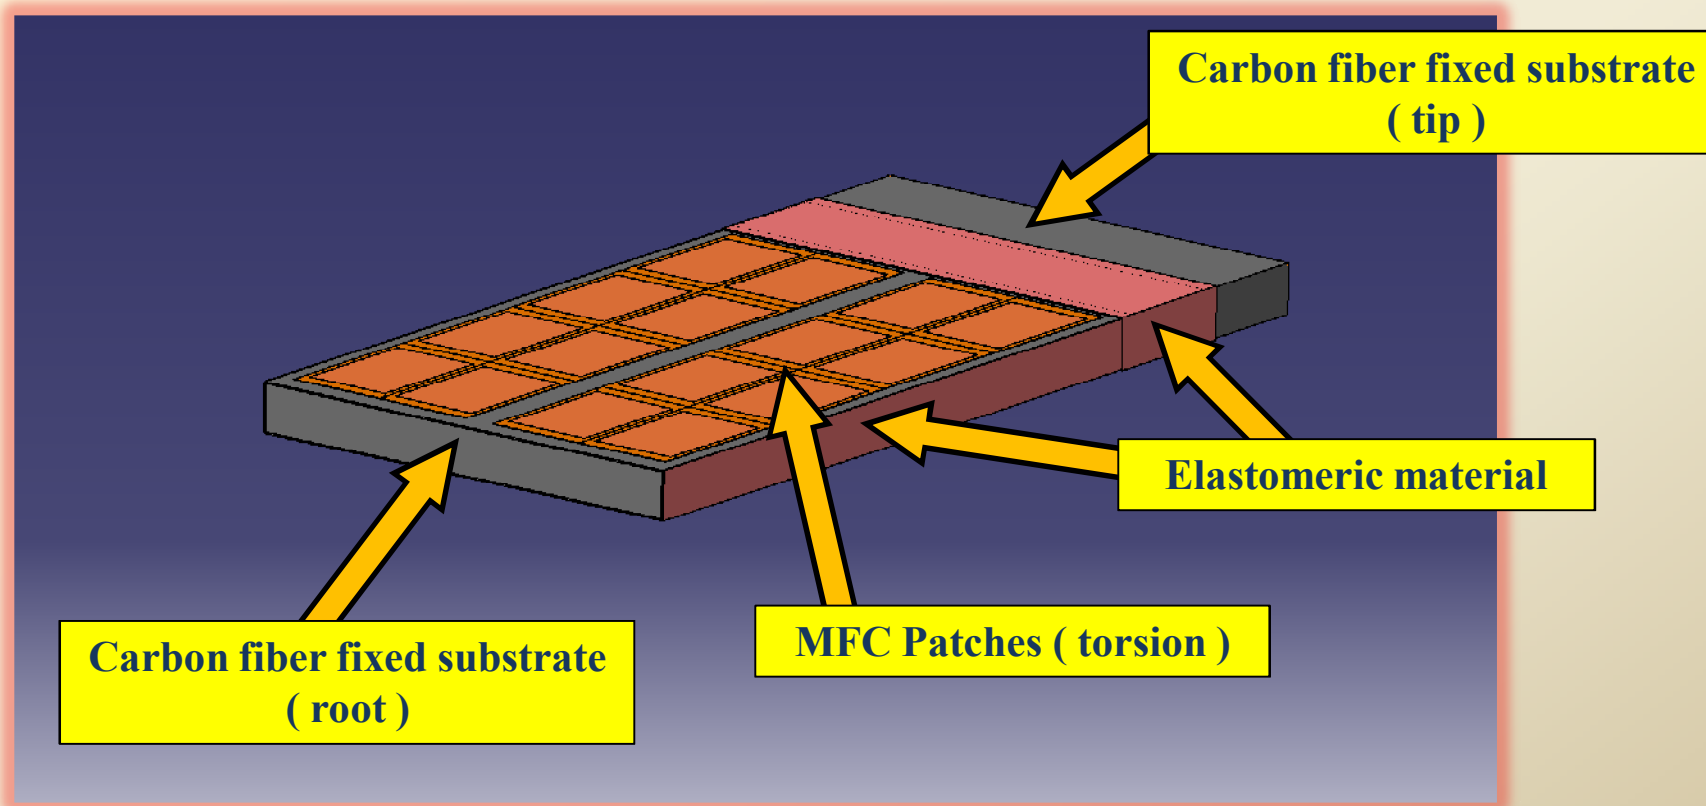 Carbon fiber fixed substrate
( tip )
Elastomeric material
MFC Patches ( torsion )
Carbon fiber fixed substrate
( root )